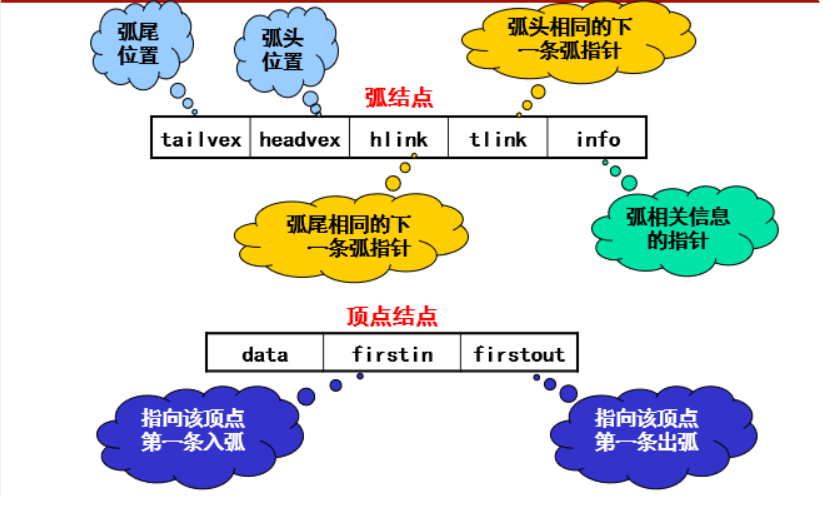 弧尾
位置
弧头
位置
弧头相同的下
一条弧指针
弧结点
tailvex headvex hlink tlink info
弧尾相同的下
一条弧指针
弧相关信息
的指针
顶点结点
data firstin firstout
指向该顶点
第一条入弧
指向该顶点
第一条出弧